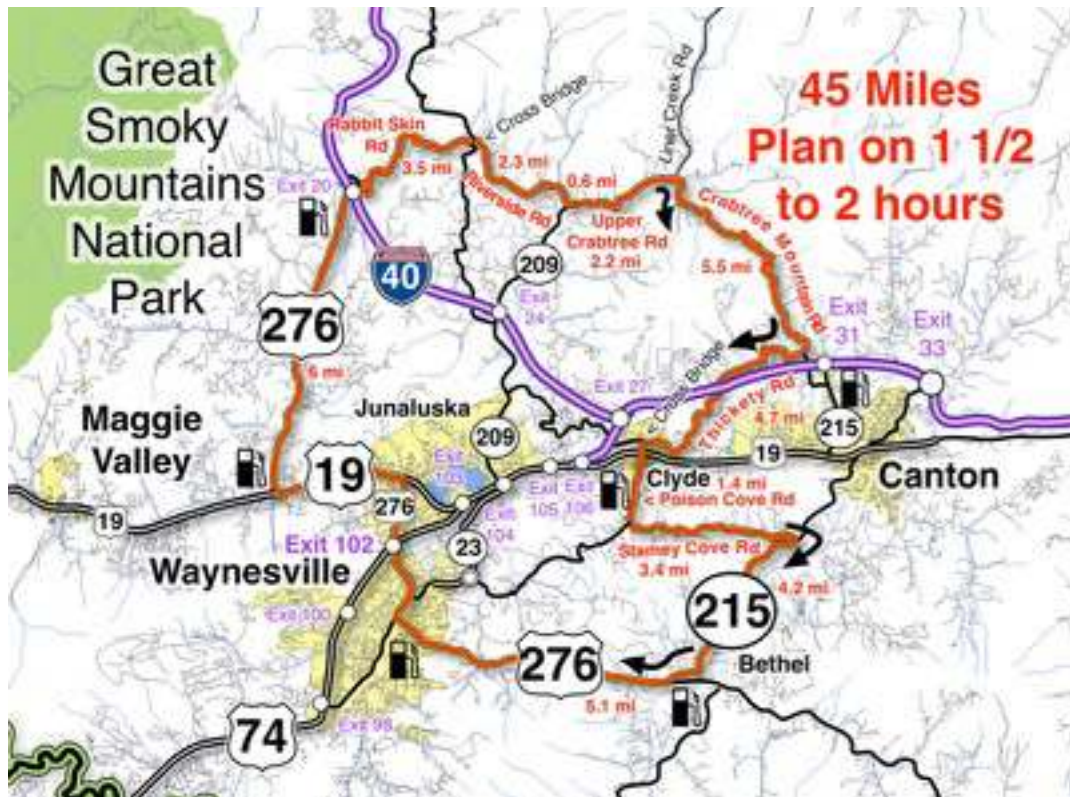 Great
Smoky
Mountains
National
Park
45 Miles
Plan on 1 1/2
to 2 hours
Rabbit Skin
Rd
3.5 mi
< Cross Bridge
2.3 mi
Riverside Rd
0.6 mi
Upper
Crabtree Rd
2.2 mi
Liner Creek Rd
Crabtree Mountain Rd
5.5 mi
Exit 20
40
209
Exit
24
276
6 mi
Exit
31
Exit
33
Exit 27
< Cross Bridge
Thickety Rd
4.7 mi
215
Maggie
Valley
Junaluska
209
19
19
19
Exit
103
276
Exit
104
Exit
105
Exit
106
Clyde
1.4 mi
< Poison Cove Rd
Canton
Exit 102
23
Waynesville
Stamey Cove Rd
3.4 mi
4.2 mi
215
Exit 100
276
5.1 mi
Bethel
74
Exit 98